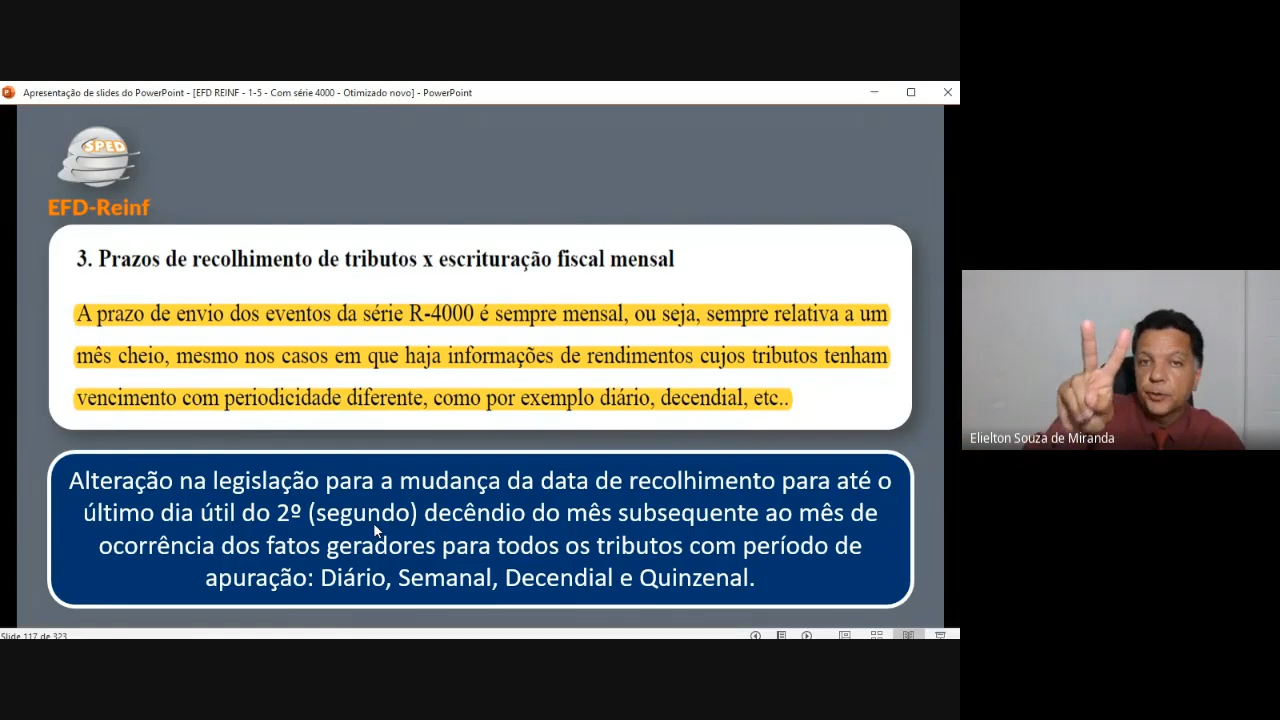 Apresentação de slides do PowerPoint - [EFD REINF - 1-5 - Com série 4000 - Otimizado novo] - PowerPoint
SPED
EFD-Reinf
3. Prazos de recolhimento de tributos x escrituração fiscal mensal
A prazo de envio dos eventos da série R-4000 é sempre mensal, ou seja, sempre relativa a um
mês cheio, mesmo nos casos em que haja informações de rendimentos cujos tributos tenham
vencimento com periodicidade diferente, como por exemplo diário, decendial, etc..
Alteração na legislação para a mudança da data de recolhimento para até o
último dia útil do 2º (segundo) decêndio do mês subsequente ao mês de
ocorrência dos fatos geradores para todos os tributos com período de
apuração: Diário, Semanal, Decendial e Quinzenal.
Slide 117 de 323
Elielton Souza de Miranda